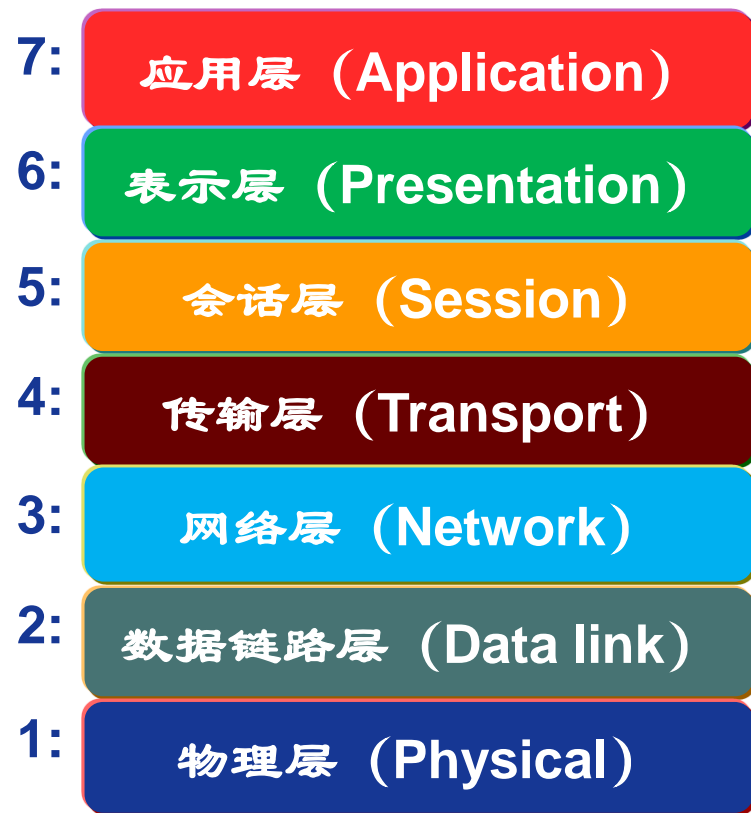 7: 应用层（Application）
6: 表示层（Presentation）
5: 会话层（Session）
4: 传输层（Transport）
3: 网络层（Network）
2: 数据链路层（Data link）
1: 物理层（Physical）